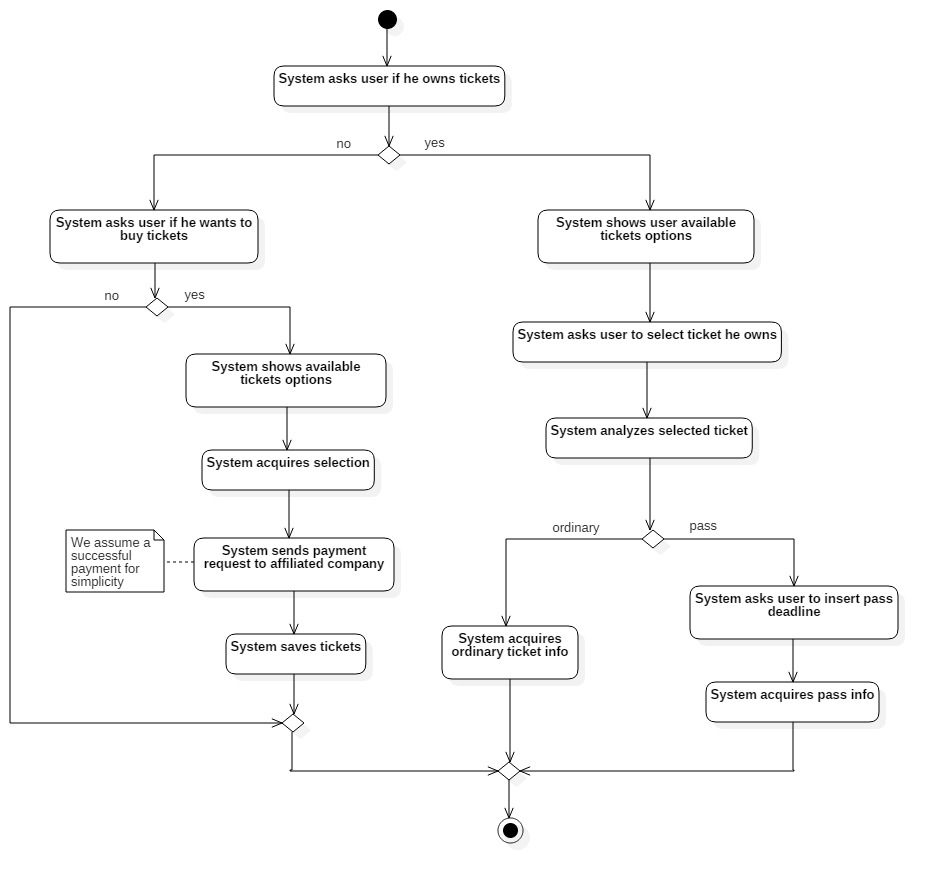 System asks user if he owns tickets
no
yes
System asks user if he wants to
buy tickets
System shows user available
tickets options
no
yes
System asks user to select ticket he owns
System shows available
tickets options
System analyzes selected ticket
System acquires selection
ordinary
pass
We assume a
successful
payment for
simplicity
System sends payment
request to affiliated company
System asks user to insert pass
deadline
System saves tickets
System acquires
ordinary ticket info
System acquires pass info